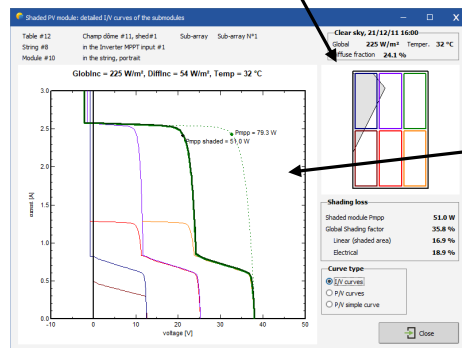 Shaded PV module: detailed I/V curves of the submodules
Table #12 Champ dôme #11, shed#1 Sub-array Sub-array N°1
String #8 in the Inverter MPPT input #1
Module #10 in the string, portrait
Clear sky, 21/12/11 16:00
Global 225 W/m² Temper. 32 °C
Diffuse fraction 24.1 %
GlobInc = 225 W/m², DiffInc = 54 W/m², Temp = 32 °C
3.0
2.5
2.0
1.5
1.0
0.5
0.0
current [A]
Pmpp = 79.3 W
Pmpp shaded = 51.0 W
-10 0 10 20 30 40 50
voltage [V]
Shading loss
Shaded module Pmpp 51.0 W
Global Shading factor 35.8 %
Linear (shaded area) 16.9 %
Electrical 18.9 %
Curve type
I/V curves
P/V curves
P/V simple curve
Close